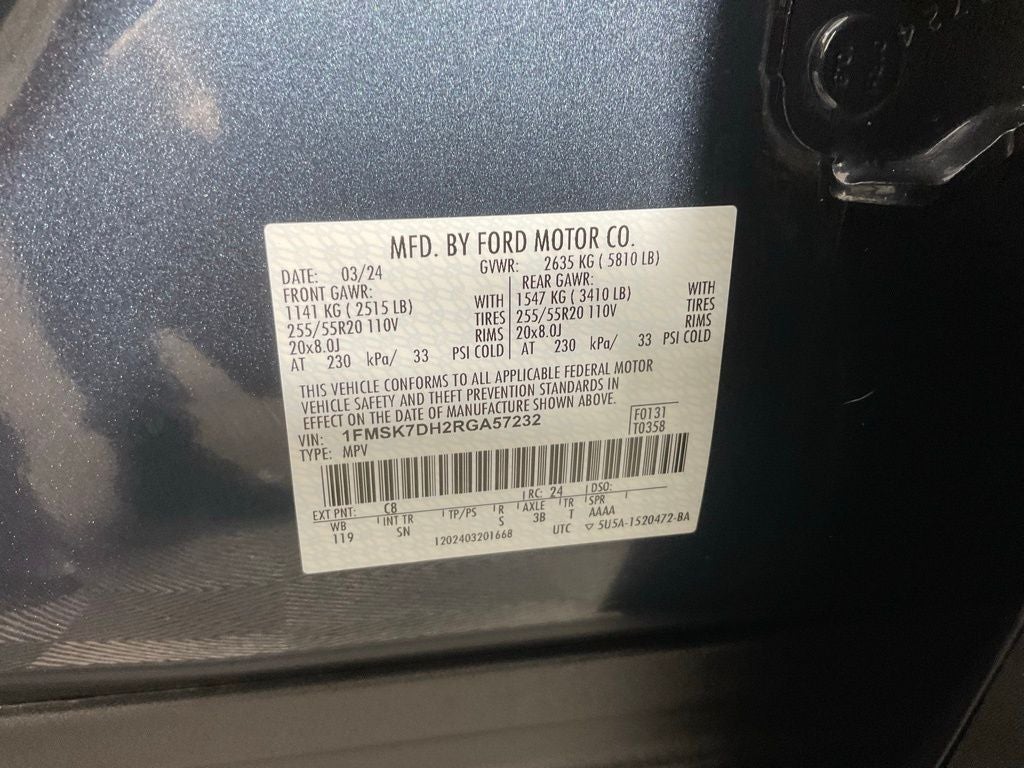 MFD. BY FORD MOTOR CO.
DATE: 03/24 GVWR: 2635 KG ( 5810 LB)
FRONT GAWR: REAR GAWR:
1141 KG ( 2515 LB) WITH 1547 KG ( 3410 LB) WITH
255/55R20 110V TIRES 255/55R20 110V TIRES
20x8.0J RIMS 20x8.0J RIMS
AT 230 kPa/ 33 PSI COLD AT 230 kPa/ 33 PSI COLD
THIS VEHICLE CONFORMS TO ALL APPLICABLE FEDERAL MOTOR
VEHICLE SAFETY AND THEFT PREVENTION STANDARDS IN
EFFECT ON THE DATE OF MANUFACTURE SHOWN ABOVE.
VIN: 1FMSK7DH2RGA57232 F0131
TYPE: MPV T0358
EXT PNT: C8 RC: 24 DSO:
WB INT TR TP/PS R AXLE TR SPR
119 SN S 3B T AAAA
1202403201668 UTC ▽ 5U5A-1520472-BA